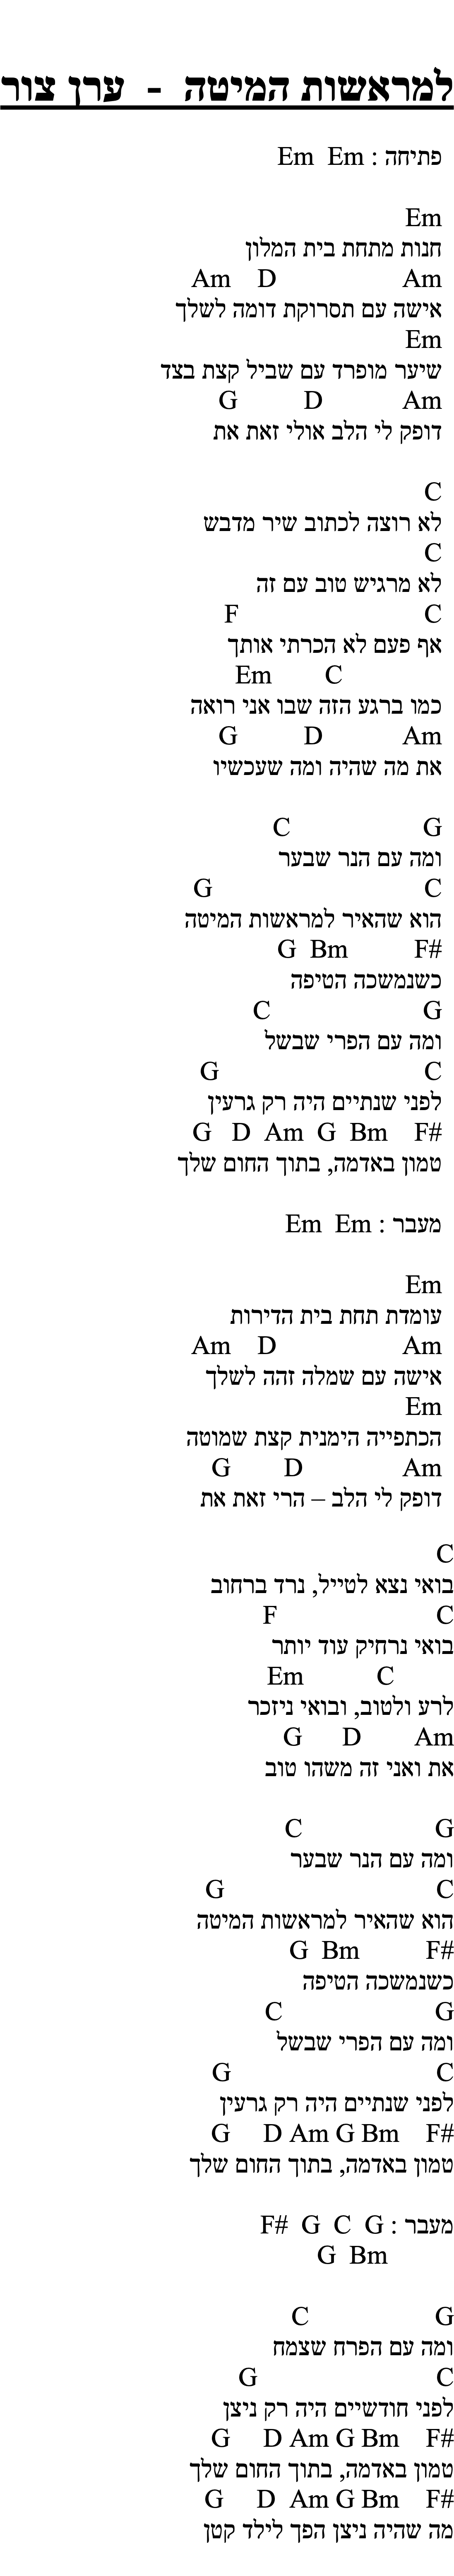 למראשות המיטה - ערן צור
פתיחה : Em Em
Em
חנות מתחת בית המלון
Am D Am
אישה עם תסרוקת דומה לשלך
Em
שיער מופרד עם שביל קצת בצד
G D Am
דופק לי הלב אולי זאת את
C
לא רוצה לכתוב שיר מדבש
C
לא מרגיש טוב עם זה
F C
אף פעם לא הכרתי אותך
Em C
כמו ברגע הזה שבו אני רואה
G D Am
את מה שהיה ומה שעכשיו
C G
ומה עם הנר שבער
G C
הוא שהאיר למראשות המיטה
G Bm F#
כשנמשכה הטיפה
C G
ומה עם הפרי שבשל
G C
לפני שנתיים היה רק גרעין
G D Am G Bm F#
טמון באדמה, בתוך החום שלך
מעבר : Em Em
Em
עומדת תחת בית הדירות
Am D Am
אישה עם שמלה זהה לשלך
Em
הכתפייה הימנית קצת שמוטה
G D Am
דופק לי הלב – הרי זאת את
C
בואי נצא לטייל, נרד ברחוב
F C
בואי נרחיק עוד יותר
Em C
לרע ולטוב, ובואי ניזכר
G D Am
את ואני זה משהו טוב
C G
ומה עם הנר שבער
G C
הוא שהאיר למראשות המיטה
G Bm F#
כשנמשכה הטיפה
C G
ומה עם הפרי שבשל
G C
לפני שנתיים היה רק גרעין
G D Am G Bm F#
טמון באדמה, בתוך החום שלך
מעבר : F# G C G
G Bm
C G
ומה עם הפרח שצמח
G C
לפני חודשיים היה רק ניצן
G D Am G Bm F#
טמון באדמה, בתוך החום שלך
G D Am G Bm F#
מה שהיה ניצן הפך לילד קטן